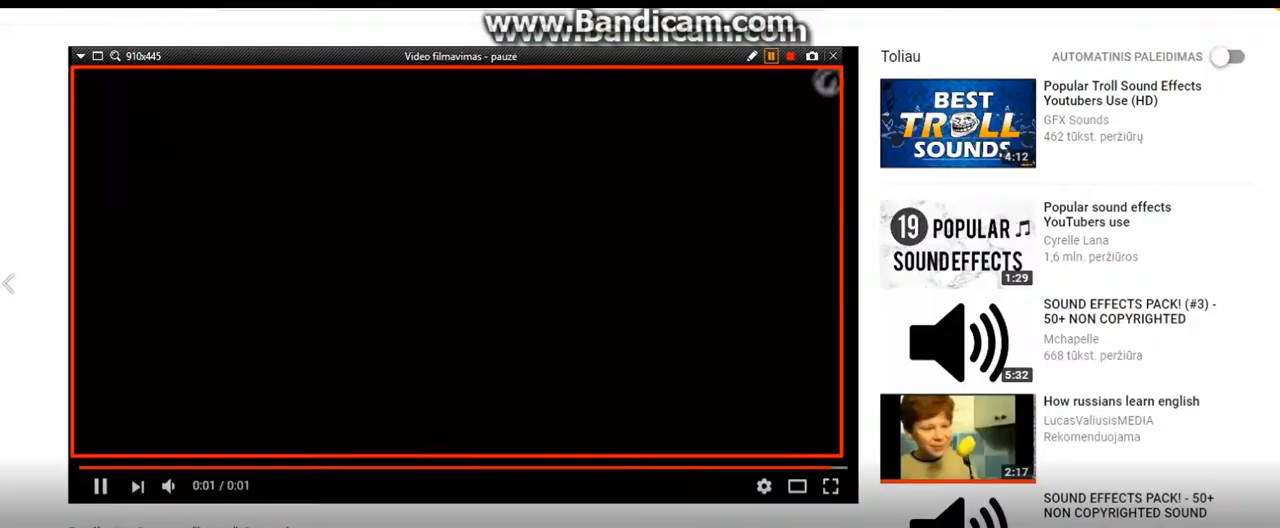 www.Bandicam.com
910x445
Video filmavimas - pauze
0:01 / 0:01
Toliau
AUTOMATINIS PALEIDIMAS
BEST
TROLL
SOUNDS
4:12
Popular Troll Sound Effects
Youtubers Use (HD)
GFX Sounds
462 tūkst. peržiūrų
19 POPULAR
SOUND EFFECTS
1:29
Popular sound effects
YouTubers use
Cyrelle Lana
1,6 mln. peržiūros
5:32
SOUND EFFECTS PACK! (#3) -
50+ NON COPYRIGHTED
Mchapelle
668 tūkst. peržiūra
2:17
How russians learn english
LucasValiusisMEDIA
Rekomenduojama
SOUND EFFECTS PACK! - 50+
NON COPYRIGHTED SOUND